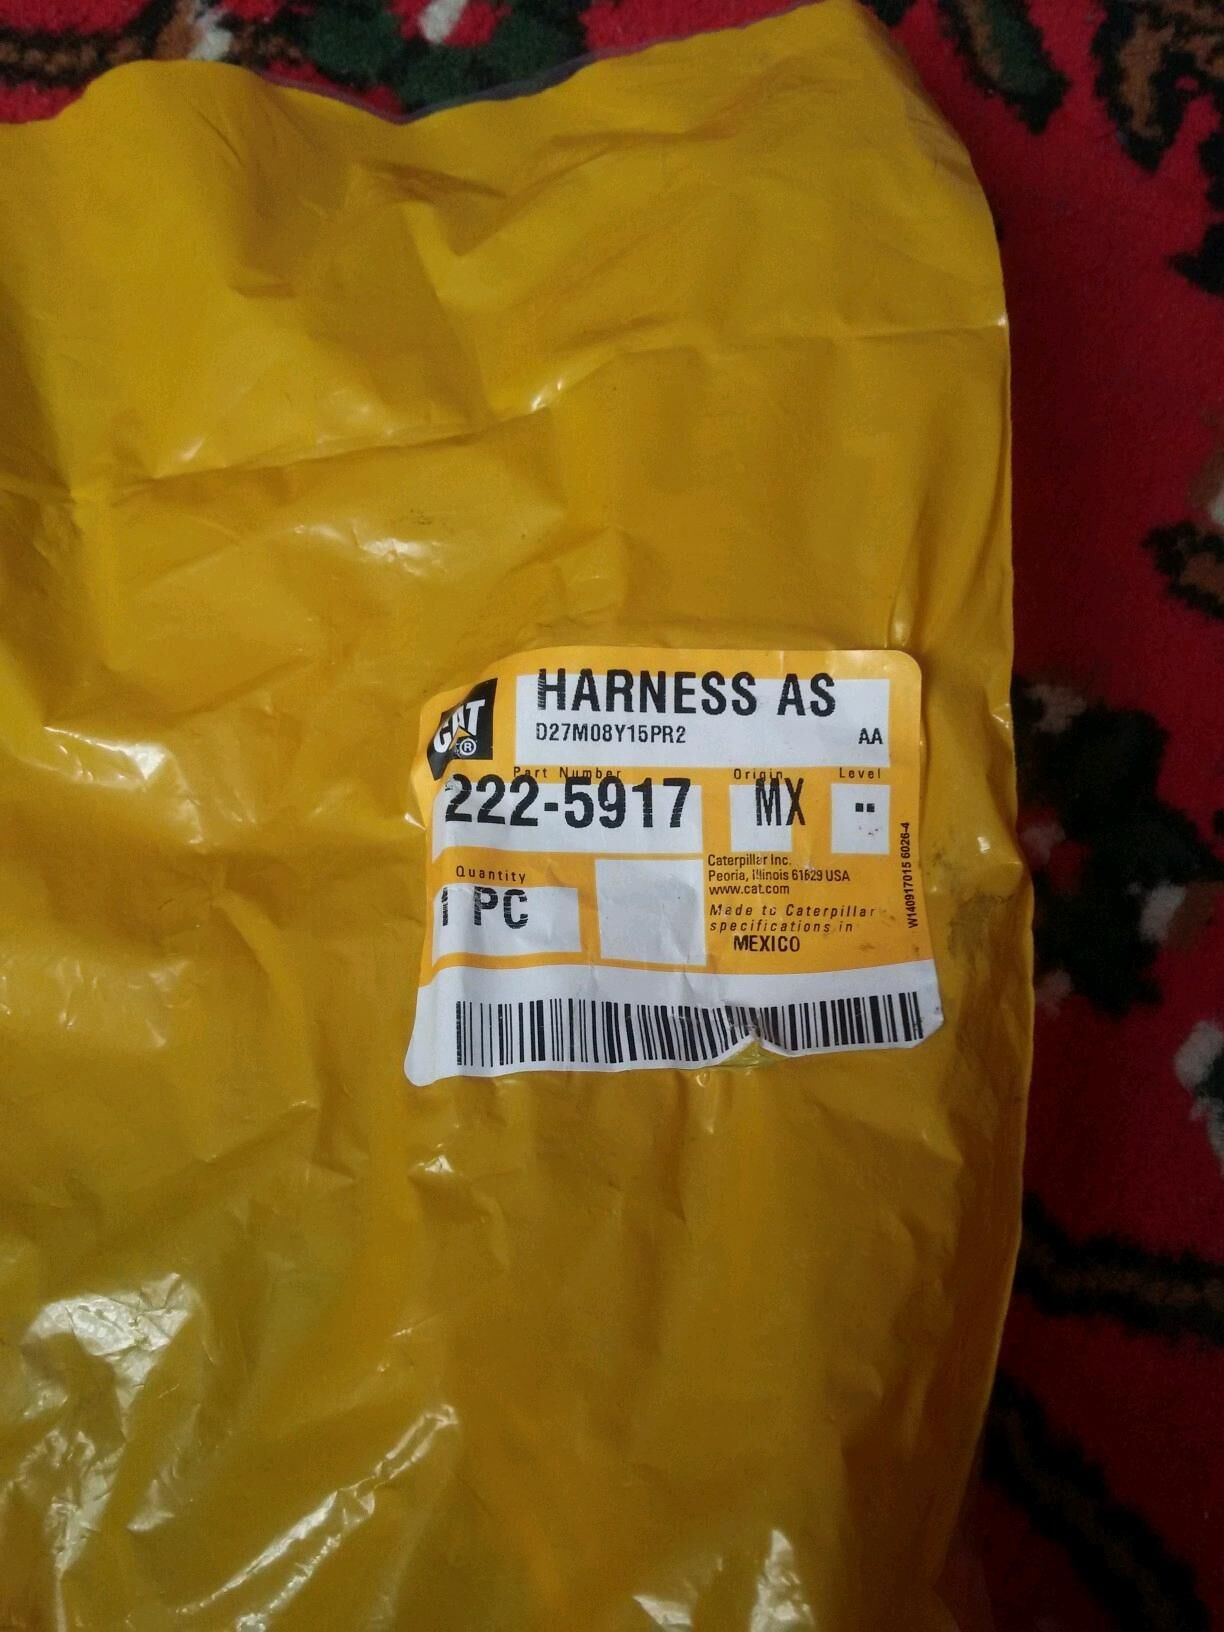 HARNESS AS
D27M08Y15PR2 AA
CAT
®
Part Number Origin Level
222-5917 MX --
Quantity
1 PC
Caterpillar Inc.
Peoria, Illinois 61629 USA
www.cat.com
Made to Caterpillar
specifications in
MEXICO
W140917015 6026-4